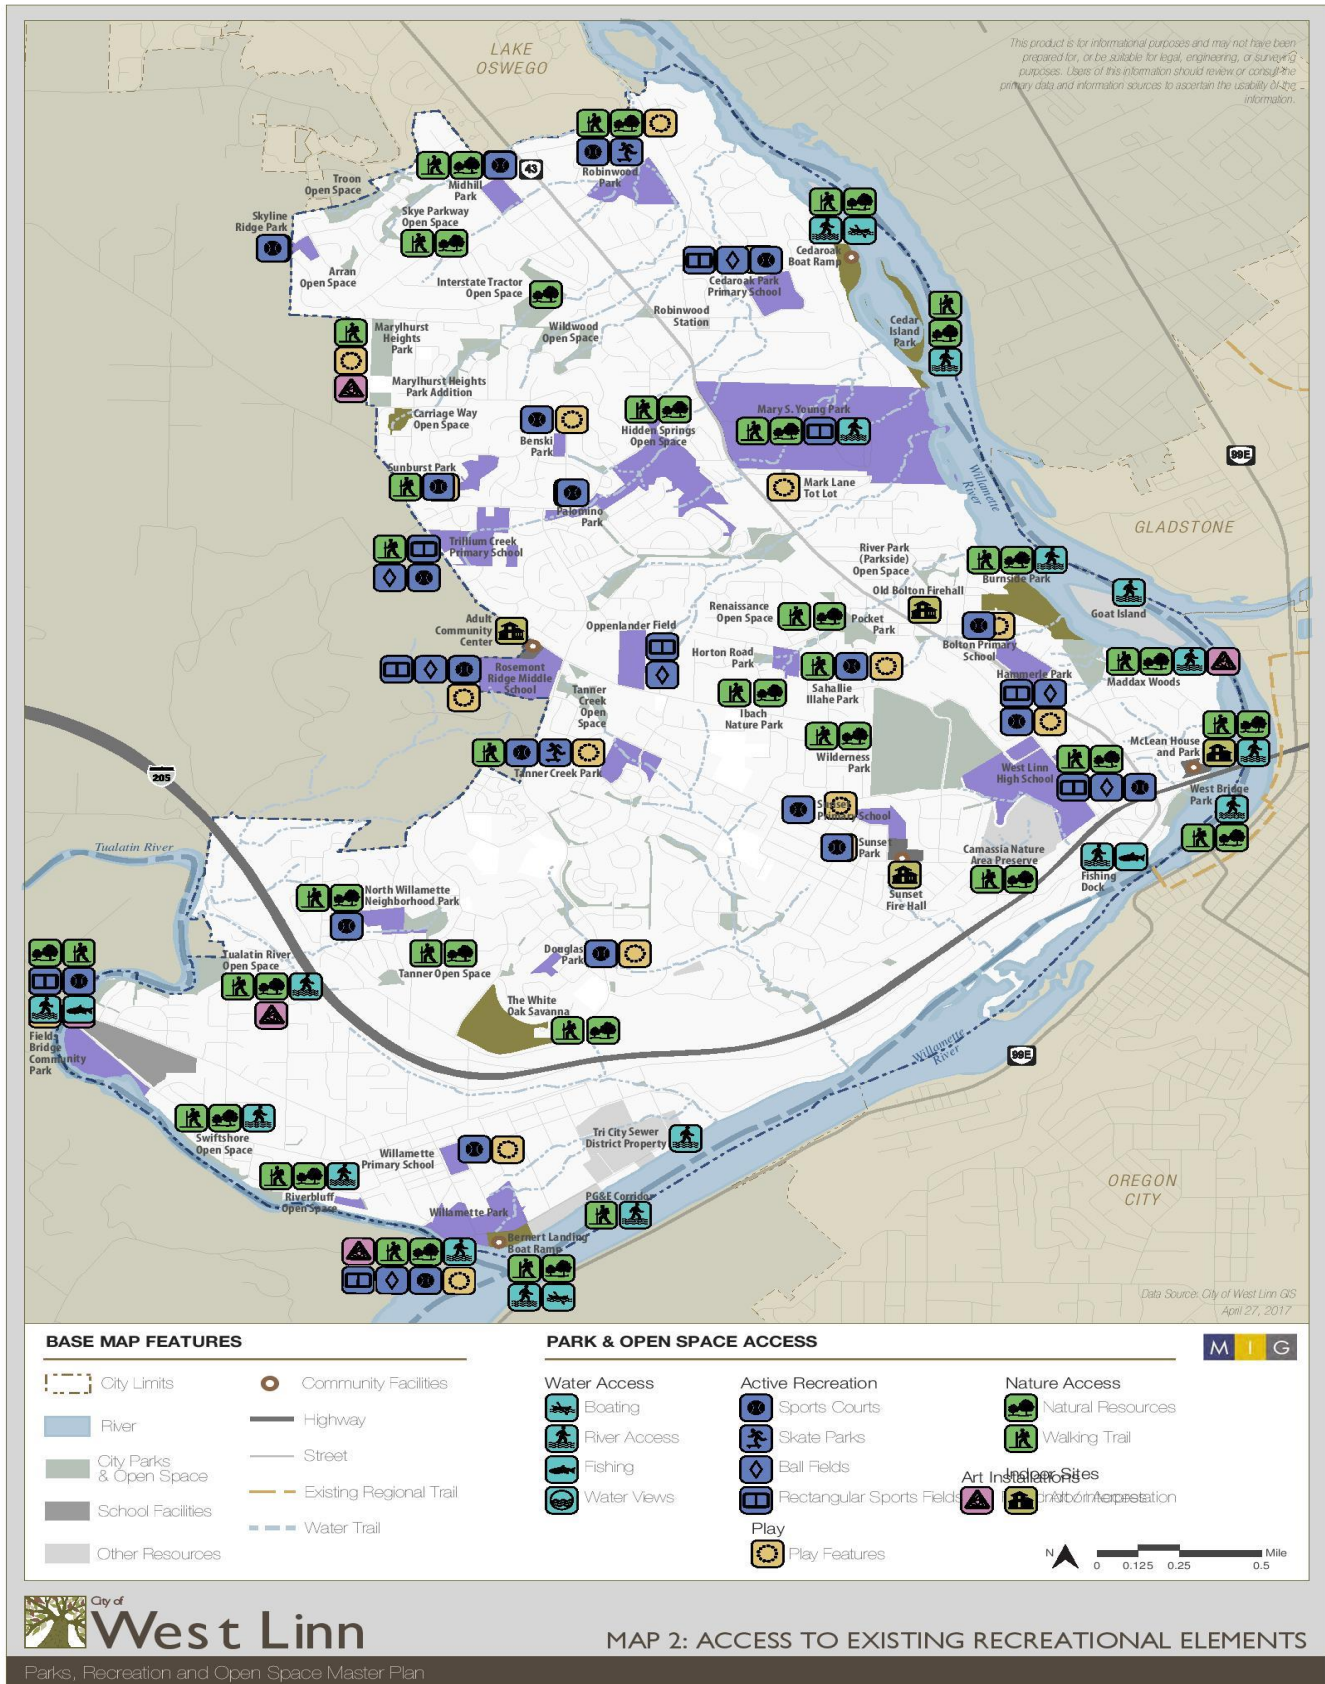 LAKE
OSWEGO
This product is for informational purposes and may not have been
prepared for, or be suitable for legal, engineering, or surveying
purposes. Users of this information should review or consult the
primary data and information sources to ascertain the usability of the
information.
Troon
Open Space
Midhill
Park
43
Robinwood
Park
Skyline
Ridge Park
Skye Parkway
Open Space
Arran
Open Space
Interstate Tractor
Open Space
Cedaroak Park
Primary School
Cedaroak
Boat Ramp
Robinwood
Station
Cedar
Island
Park
Marylhurst
Heights
Park
Wildwood
Open Space
Marylhurst Heights
Park Addition
Carriage Way
Open Space
Benski
Park
Hidden Springs
Open Space
Mary S. Young Park
99E
Sunburst Park
Palomino
Park
Mark Lane
Tot Lot
Willamette
River
GLADSTONE
Trillium Creek
Primary School
River Park
(Parkside)
Open Space
Burnside Park
Old Bolton Firehall
Goat Island
Adult
Community
Center
Oppenlander Field
Renaissance
Open Space
Pocket
Park
Bolton Primary
School
Rosemont
Ridge Middle
School
Horton Road
Park
Sahallie
Illahe Park
Hammerle Park
Maddax Woods
Tanner
Creek
Open
Space
Ibach
Nature Park
Wilderness
Park
McLean House
and Park
Tanner Creek Park
West Linn
High School
205
West Bridge
Park
Sunset
Primary School
Sunset
Park
Camassia Nature
Area Preserve
Tualatin River
Fishing
Dock
Sunset
Fire Hall
North Willamette
Neighborhood Park
Tualatin River
Open Space
Tanner Open Space
Douglas
Park
The White
Oak Savanna
Fields
Bridge
Community
Park
Willamette
River
99E
Swiftshore
Open Space
Tri City Sewer
District Property
Willamette
Primary School
Riverbluff
Open Space
PG&E Corridor
OREGON
CITY
Willamette Park
Bernert Landing
Boat Ramp
Data Source: City of West Linn GIS
April 27, 2017
BASE MAP FEATURES
City Limits
River
City Parks
& Open Space
School Facilities
Other Resources
Community Facilities
Highway
Street
Existing Regional Trail
Water Trail
PARK & OPEN SPACE ACCESS
M I G
Water Access
Boating
River Access
Fishing
Water Views
Active Recreation
Sports Courts
Skate Parks
Ball Fields
Rectangular Sports Fields
Play
Play Features
Nature Access
Natural Resources
Walking Trail
Art Installations
Indoor Sites
N
0 0.125 0.25 0.5
Mile
City of
West Linn
MAP 2: ACCESS TO EXISTING RECREATIONAL ELEMENTS
Parks, Recreation and Open Space Master Plan